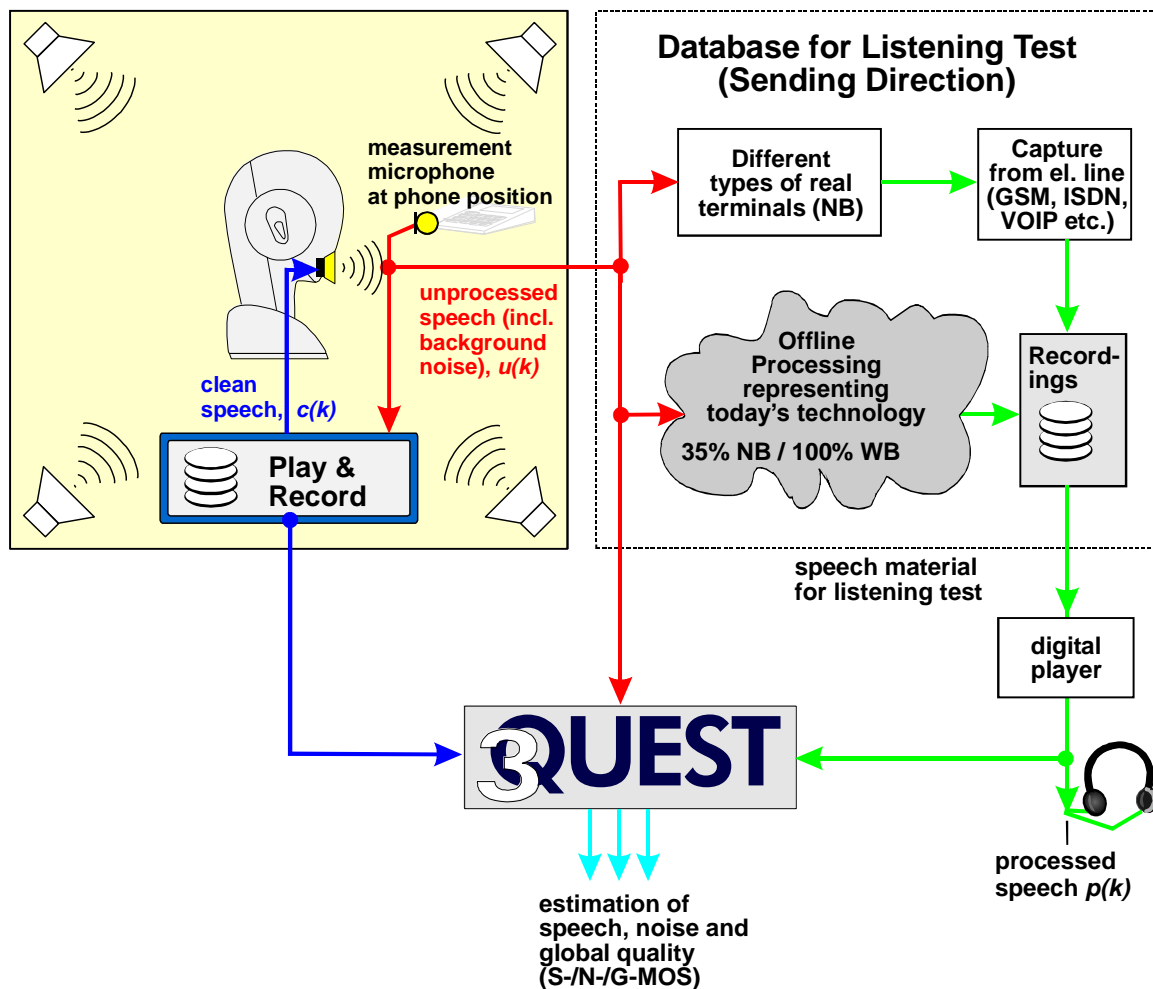 Database for Listening Test
(Sending Direction)
measurement
microphone
at phone position
Different
types of real
terminals (NB)
Capture
from el. line
(GSM, ISDN,
VOIP etc.)
unprocessed
speech (incl.
background
noise), u(k)
clean
speech, c(k)
Offline
Processing
representing
today's technology
35% NB / 100% WB
Record-
ings
Play &
Record
speech material
for listening test
digital
player
3QUEST
processed
speech p(k)
estimation of
speech, noise and
global quality
(S-/N-/G-MOS)